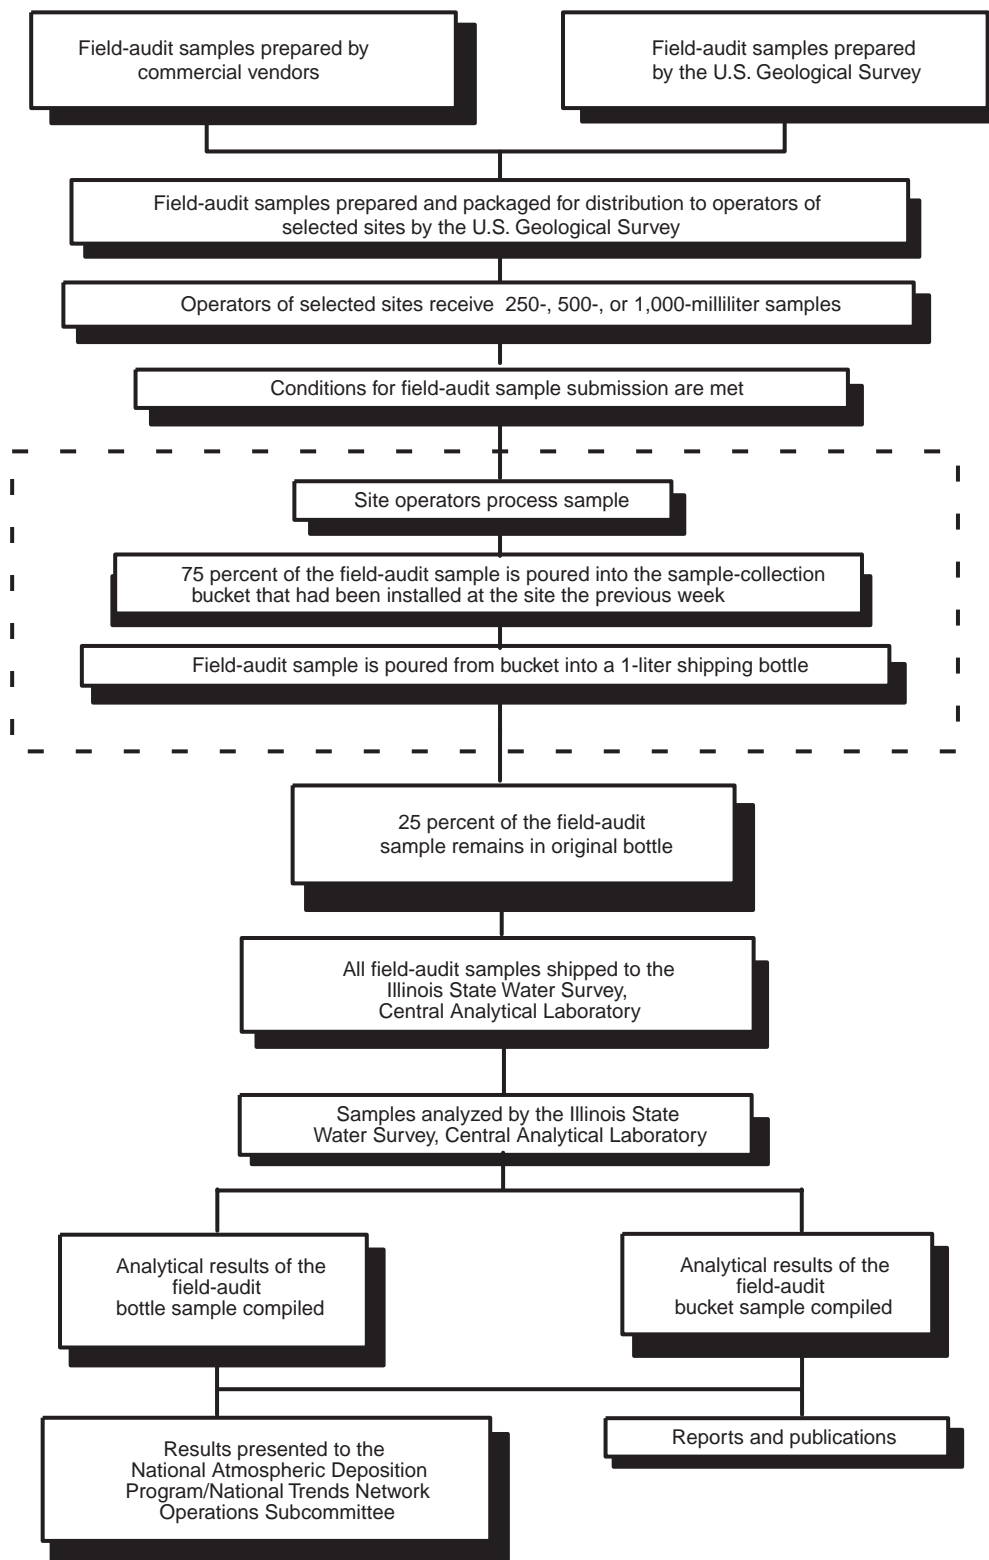 Field-audit samples prepared by
commercial vendors
Field-audit samples prepared
by the U.S. Geological Survey
Field-audit samples prepared and packaged for distribution to operators of
selected sites by the U.S. Geological Survey
Operators of selected sites receive 250-, 500-, or 1,000-milliliter samples
Conditions for field-audit sample submission are met
Site operators process sample
75 percent of the field-audit sample is poured into the sample-collection
bucket that had been installed at the site the previous week
Field-audit sample is poured from bucket into a 1-liter shipping bottle
25 percent of the field-audit
sample remains in original bottle
All field-audit samples shipped to the
Illinois State Water Survey,
Central Analytical Laboratory
Samples analyzed by the Illinois State
Water Survey, Central Analytical Laboratory
Analytical results of the
field-audit
bottle sample compiled
Analytical results of the
field-audit
bucket sample compiled
Results presented to the
National Atmospheric Deposition
Program/National Trends Network
Operations Subcommittee
Reports and publications